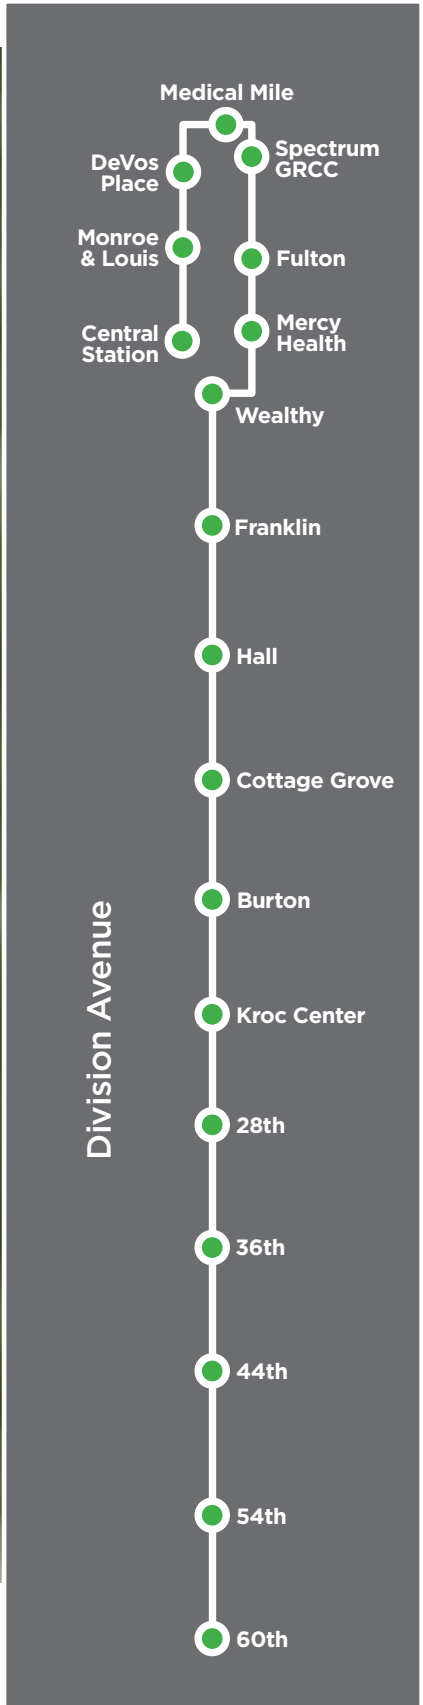 Medical Mile
Spectrum
GRCC
DeVos
Place
Monroe
& Louis
Fulton
Central
Station
Mercy
Health
Wealthy
Franklin
Hall
Cottage Grove
Burton
Kroc Center
Division Avenue
28th
36th
44th
54th
60th